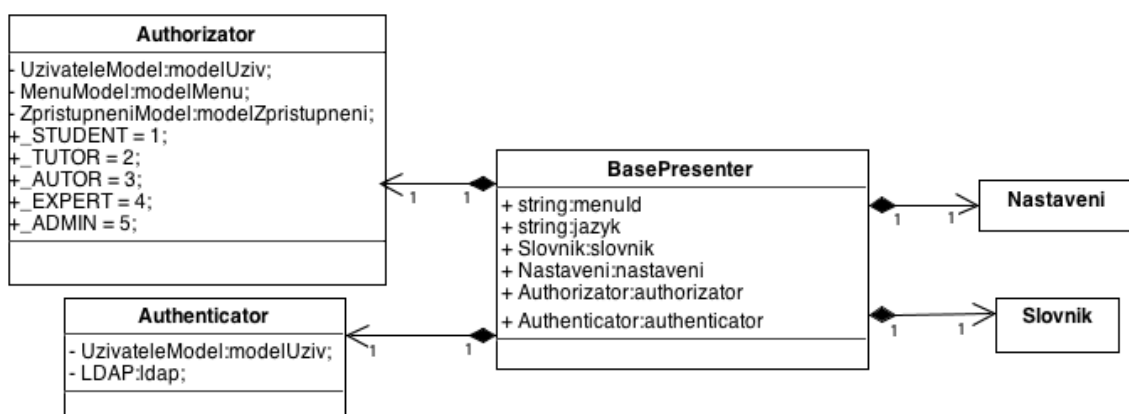 Authorizator
- UzivateleModel:modelUziv;
- MenuModel:modelMenu;
- ZpristupneniModel:modelZpristupneni;
+_STUDENT = 1;
+_TUTOR = 2;
+_AUTOR = 3;
+_EXPERT = 4;
+_ADMIN = 5;
1 1
BasePresenter
+ string:menuId
+ string:jazyk
+ Slovnik:slovnik
+ Nastaveni:nastaveni
+ Authorizator:authorizator
+ Authenticator:authenticator
1 1
Nastaveni
Authenticator
- UzivateleModel:modelUziv;
- LDAP:ldap;
1 1
1 1
Slovnik